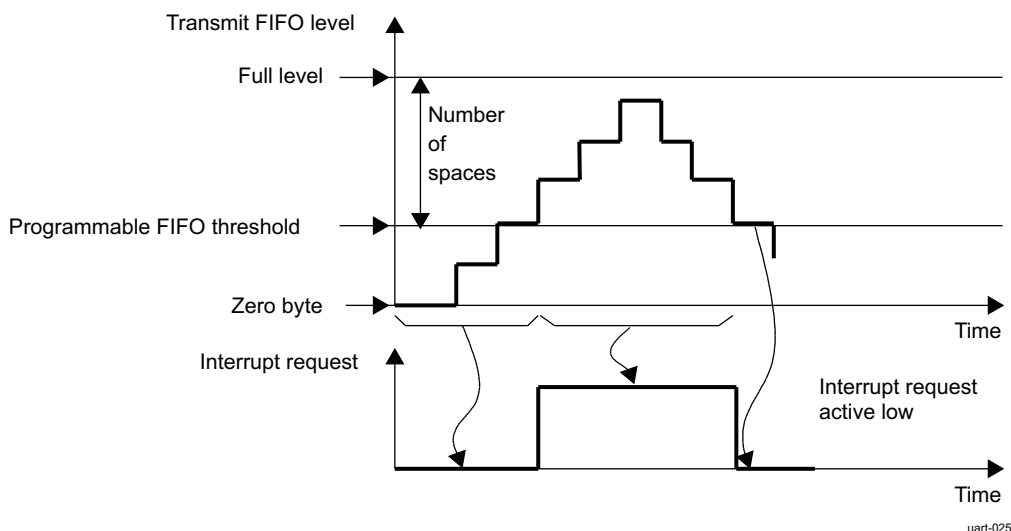 Transmit FIFO level
Full level
Number
of
spaces
Programmable FIFO threshold
Zero byte
Time
Interrupt request
Interrupt request
active low
Time
uart-025